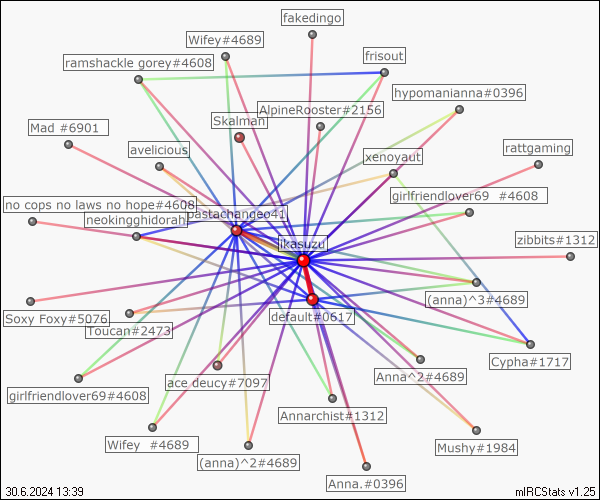 fakedingo
Wifey#4689
frisout
ramshackle gorey#4608
hypomanianna#0396
AlpineRooster#2156
Skalman
Mad #6901
avelicious
rattgaming
xenoyaut
girlfriendlover69 #4608
no cops no laws no hope#4608
pastachangeo41
neokingghidorah
likasuzu
zibbits#1312
(anna)^3#4689
Soxy Foxy#5076
default#0617
Toucan#2473
Cypha#1717
Anna^2#4689
ace deucy#7097
girlfriendlover69#4608
Annarchist#1312
Wifey #4689
Mushy#1984
(anna)^2#4689
Anna.#0396
30.6.2024 13:39
mIRCStats v1.25